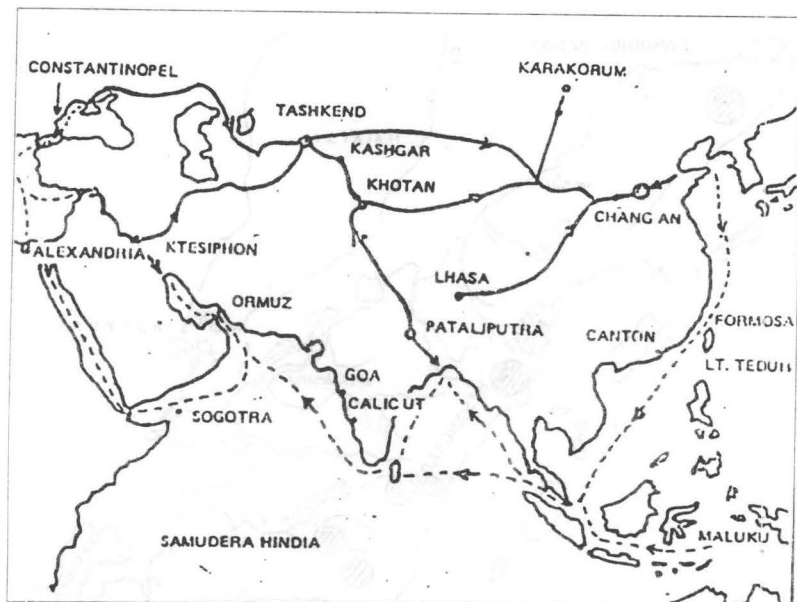 CONSTANTINOPEL
KARAKORUM
TASHKEND
KASHGAR
KHOTAN
CHANG AN
ALEXANDRIA
KTESIPHON
LHASA
ORMUZ
PATALIPUTRA
CANTON
FORMOSA
LT. TEDUH
GOA
CALICUT
SOGOTRA
SAMUDERA HINDIA
MALUKU